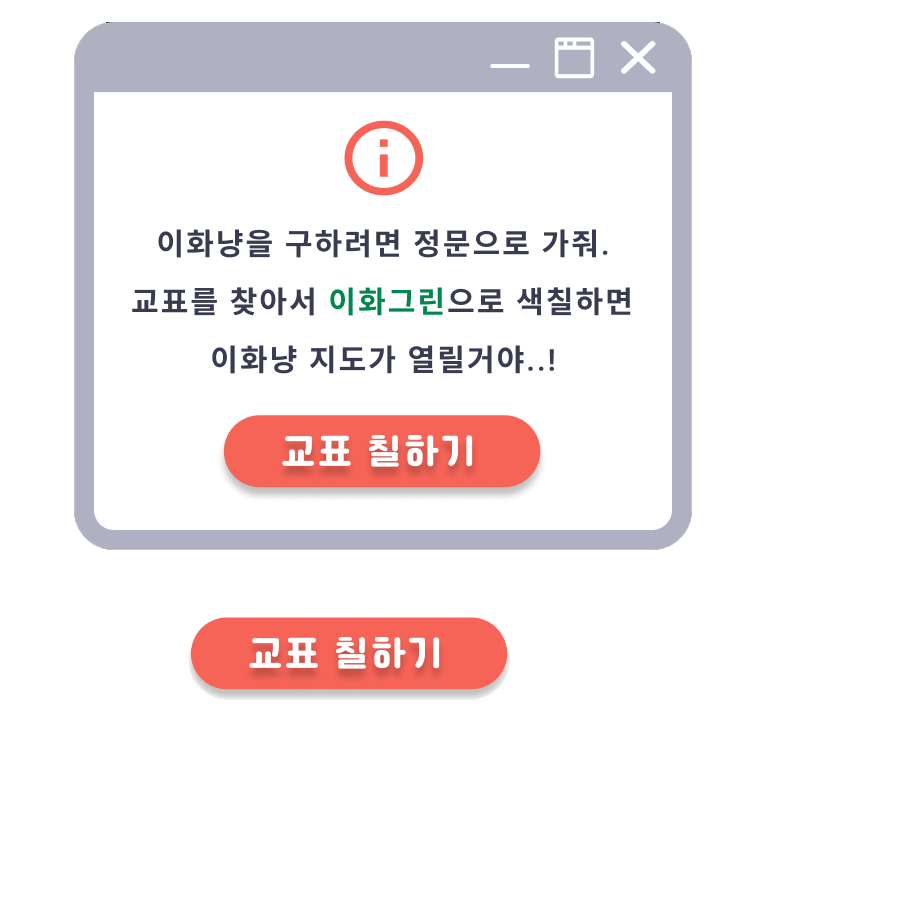 이화냥을 구하려면 정문으로 가줘.
교표를 찾아서 이화그린으로 색칠하면
이화냥 지도가 열릴거야..!
교표 칠하기
교표 칠하기